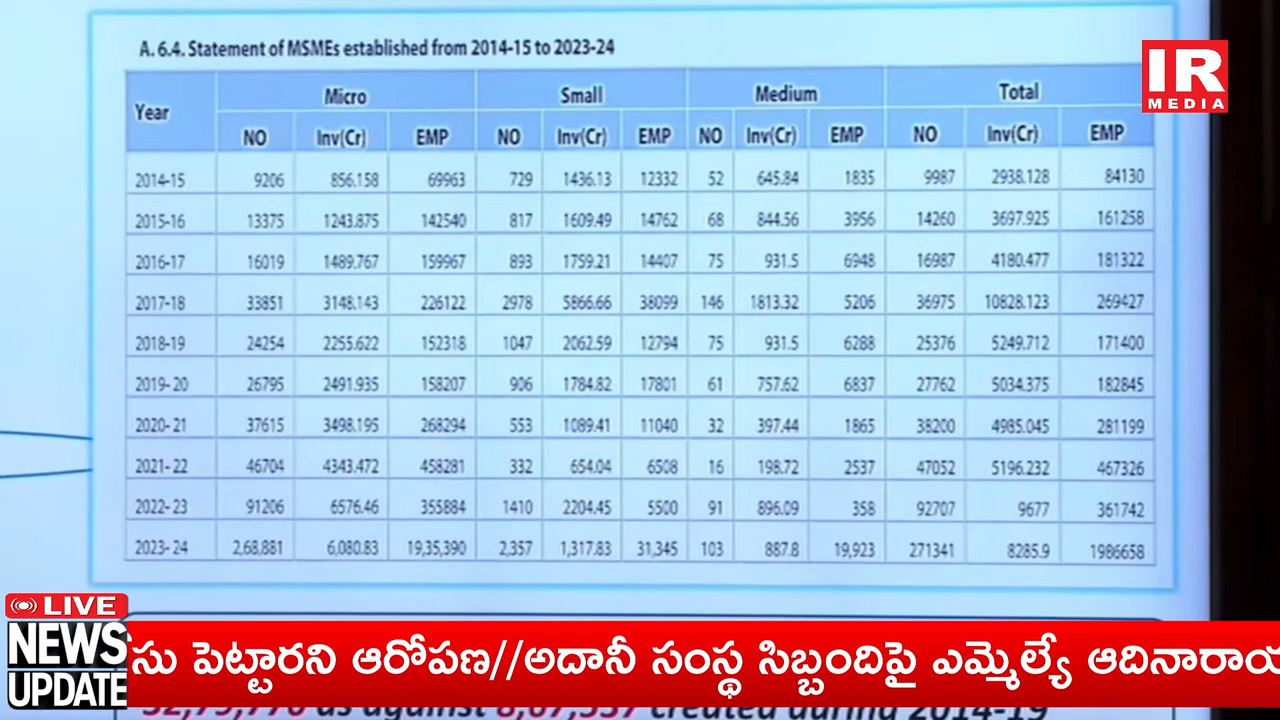 A. 6.4. Statement of MSMEs established from 2014-15 to 2023-24
IR
MEDIA
Year Micro Small Medium Total
NO Inv(Cr) EMP NO Inv(Cr) EMP NO Inv(Cr) EMP NO Inv(Cr) EMP
2014-15 9206 856.158 69963 729 1436.13 12332 52 645.84 1835 9987 2938.128 84130
2015-16 13375 1243.875 142540 817 1609.49 14762 68 844.56 3956 14260 3697.925 161258
2016-17 16019 1489.767 159967 893 1759.21 14407 75 931.5 6948 16987 4180.477 181322
2017-18 33851 3148.143 226122 2978 5866.66 38099 146 1813.32 5206 36975 10828.123 269427
2018-19 24254 2255.622 152318 1047 2062.59 12794 75 931.5 6288 25376 5249.712 171400
2019-20 26795 2491.935 158207 906 1784.82 17801 61 757.62 6837 27762 5034.375 182845
2020-21 37615 3498.195 268294 553 1089.41 11040 32 397.44 1865 38200 4985.045 281199
2021-22 46704 4343.472 458281 332 654.04 6508 16 198.72 2537 47052 5196.232 467326
2022-23 91206 6576.46 355884 1410 2204.45 5500 91 896.09 358 92707 9677 361742
2023-24 2,68,881 6,080.83 19,35,390 2,357 1,317.83 31,345 103 887.8 19,923 271341 8285.9 1986658
LIVE
NEWS
UPDATE
సు పెట్టారని ఆరోపణ//అదానీ సంస్థ సిబ్బందిపై ఎమ్మెల్యే ఆదినారాయ
as against 8,67,537 created during 2014-19